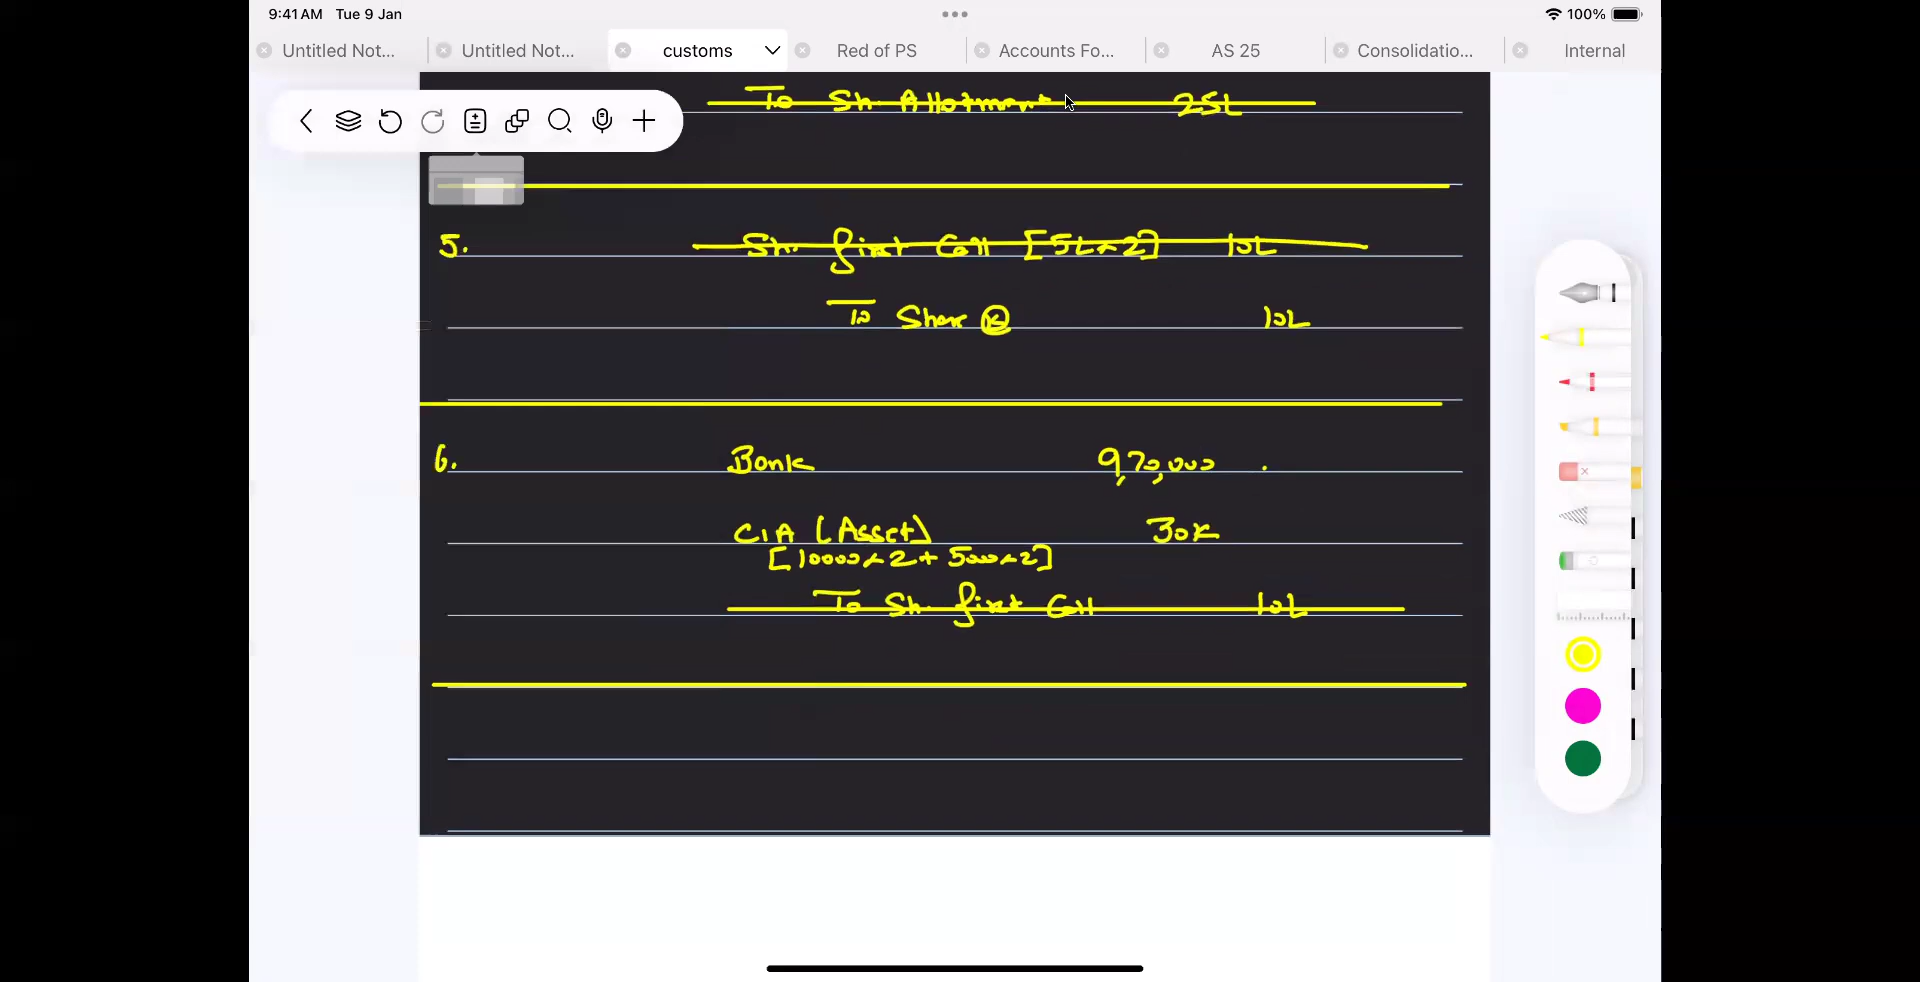 9:41 AM Tue 9 Jan
100%
Untitled Not... Untitled Not... customs Red of PS Accounts Fo... AS 25 Consolidatio... Internal
To Sh. Allotment 25L
5. Sh. first Call [5L×2] 10L
To Share Ⓚ 10L
6. Bank 9,70,000 .
CIA (Asset) 30K
[10000×2 + 5000×2]
To Sh. first Call 10L